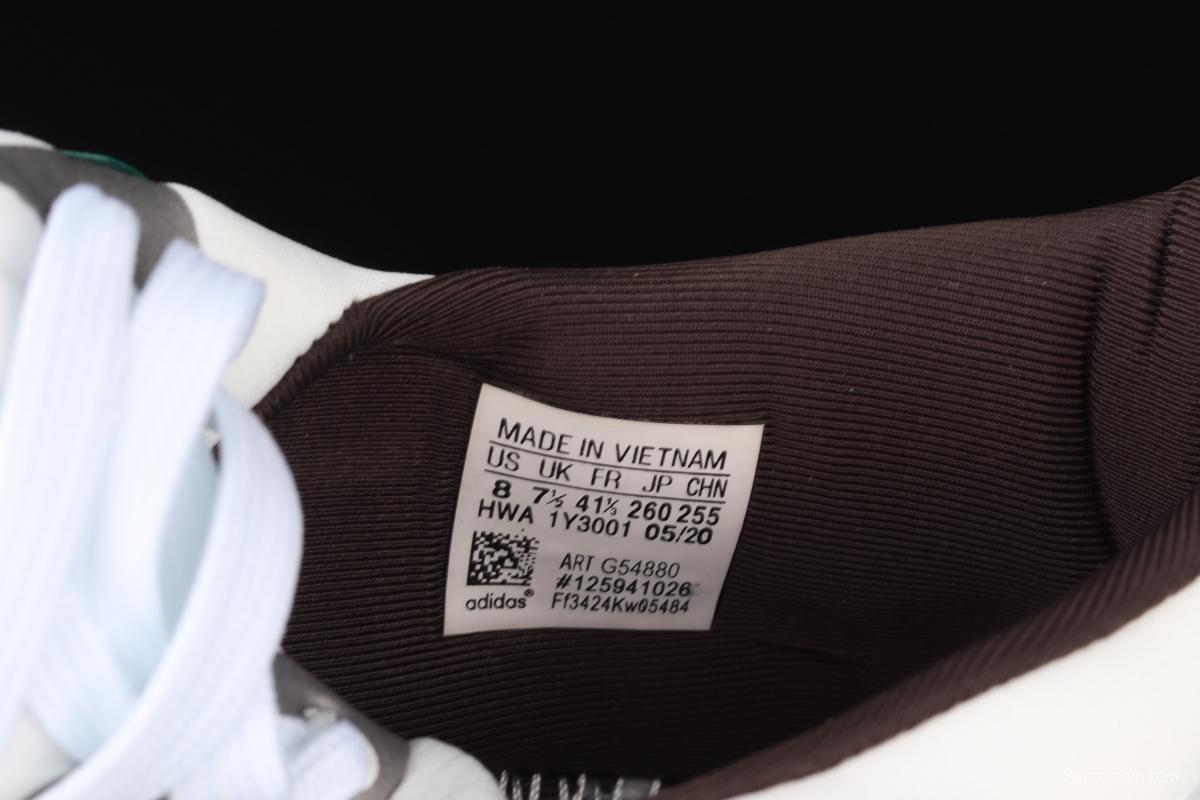 MADE IN VIETNAM
US UK FR JP CHN
8 7½ 41⅓ 260 255
HWA 1Y3001 05/20
ART G54880
#125941026
adidas® Ff3424Kw05484